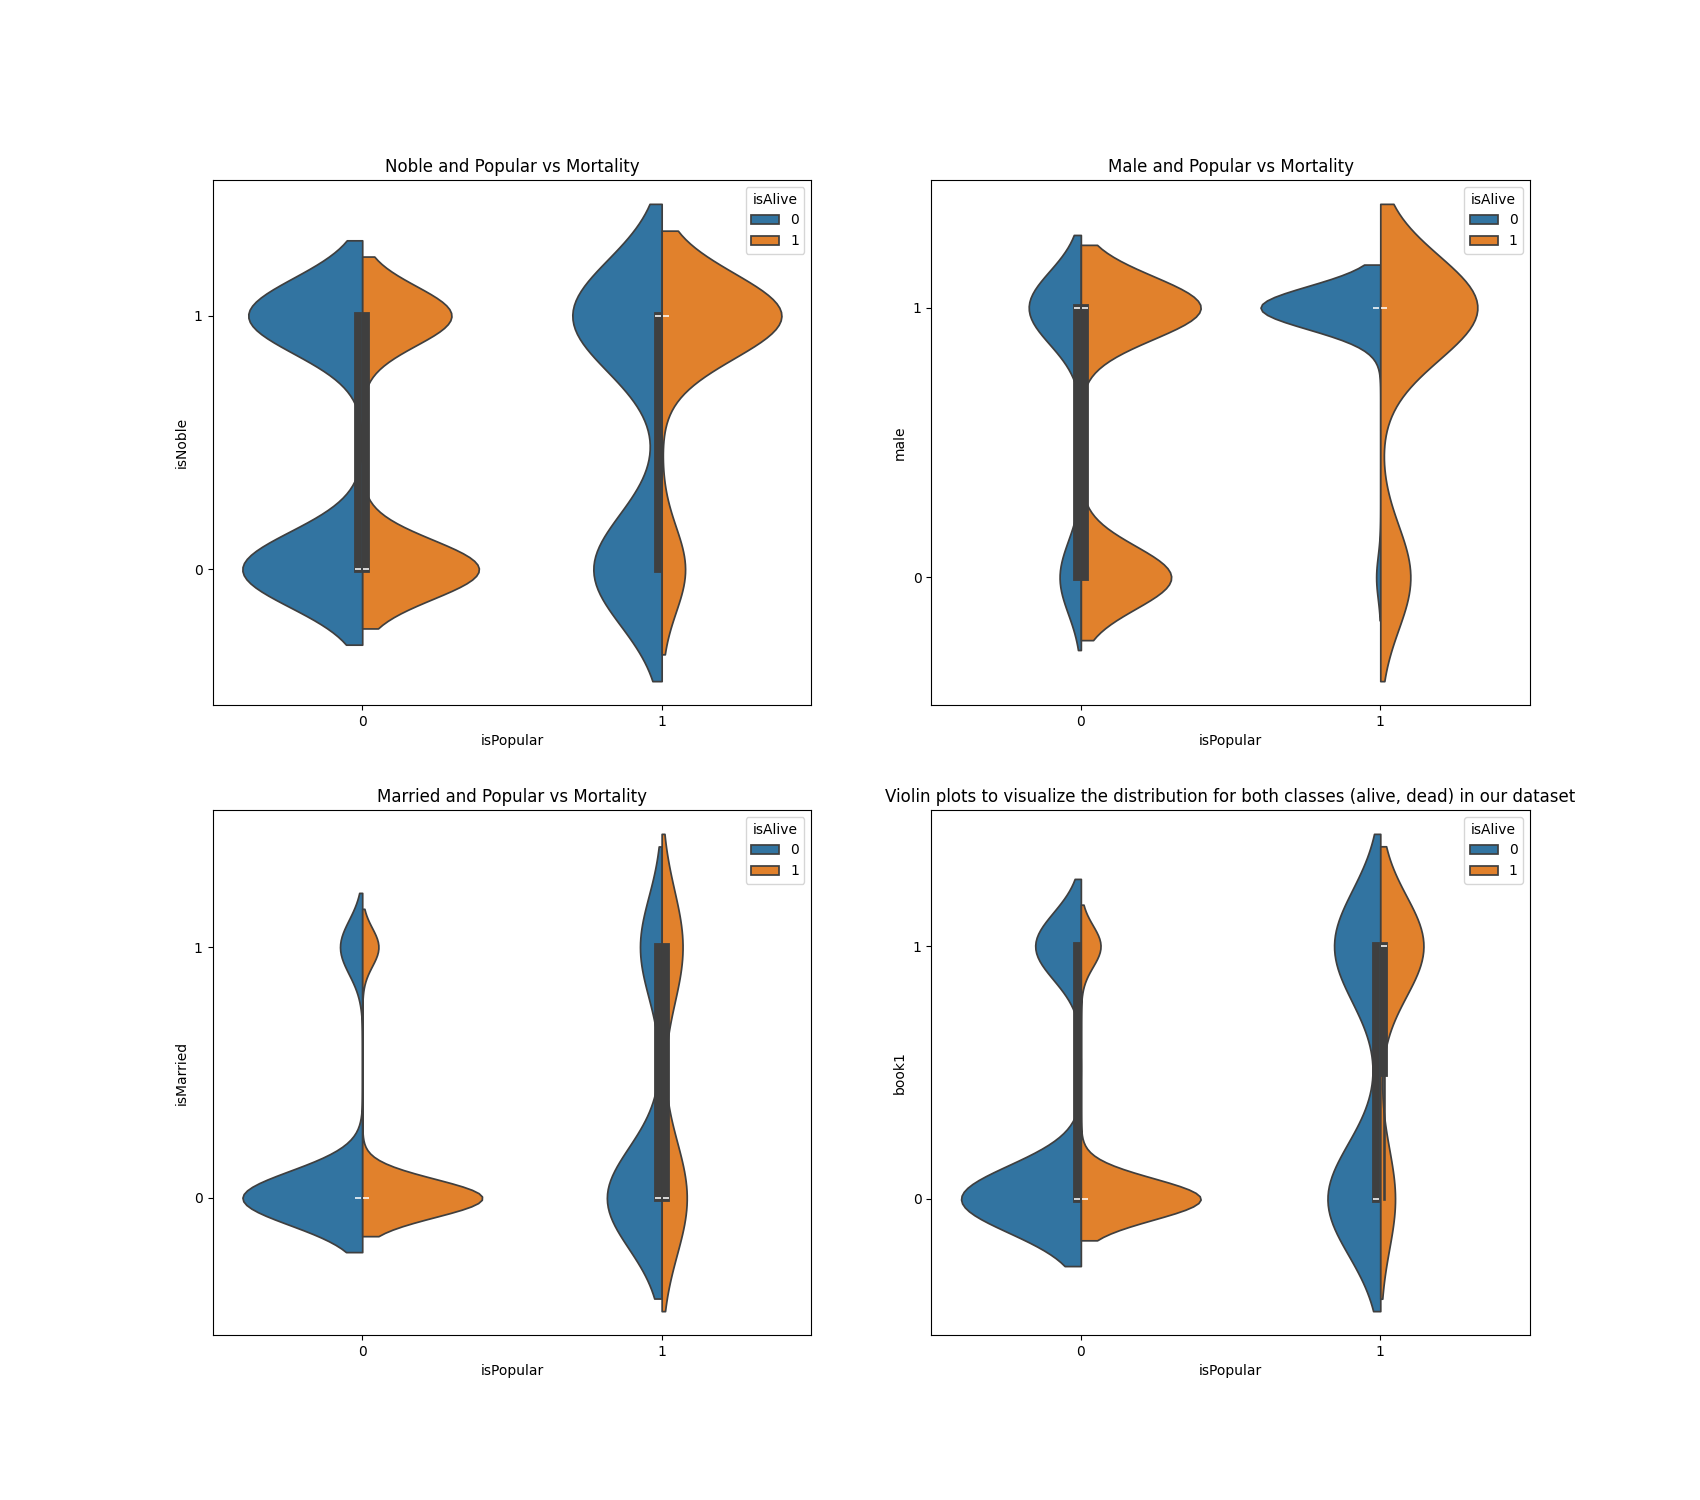 Noble and Popular vs Mortality
isAlive
0
1
1
0
isNoble
0
1
isPopular
Male and Popular vs Mortality
isAlive
0
1
1
0
male
0
1
isPopular
Married and Popular vs Mortality
isAlive
0
1
1
0
isMarried
0
1
isPopular
Violin plots to visualize the distribution for both classes (alive, dead) in our dataset
isAlive
0
1
1
0
book1
0
1
isPopular